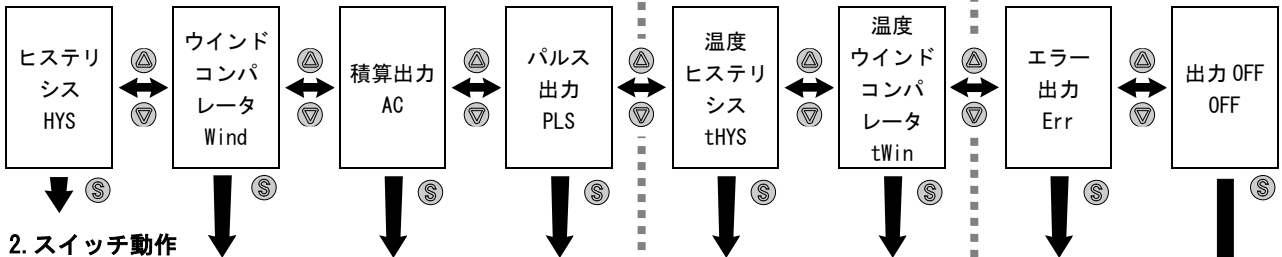 ヒステリ
シス
HYS
ウインド
コンパ
レータ
Wind
積算出力
AC
パルス
出力
PLS
温度
ヒステリ
シス
tHYS
温度
ウインド
コンパ
レータ
tWin
エラー
出力
Err
出力 OFF
OFF
S
S
S
S
S
S
S
S
2.スイッチ動作